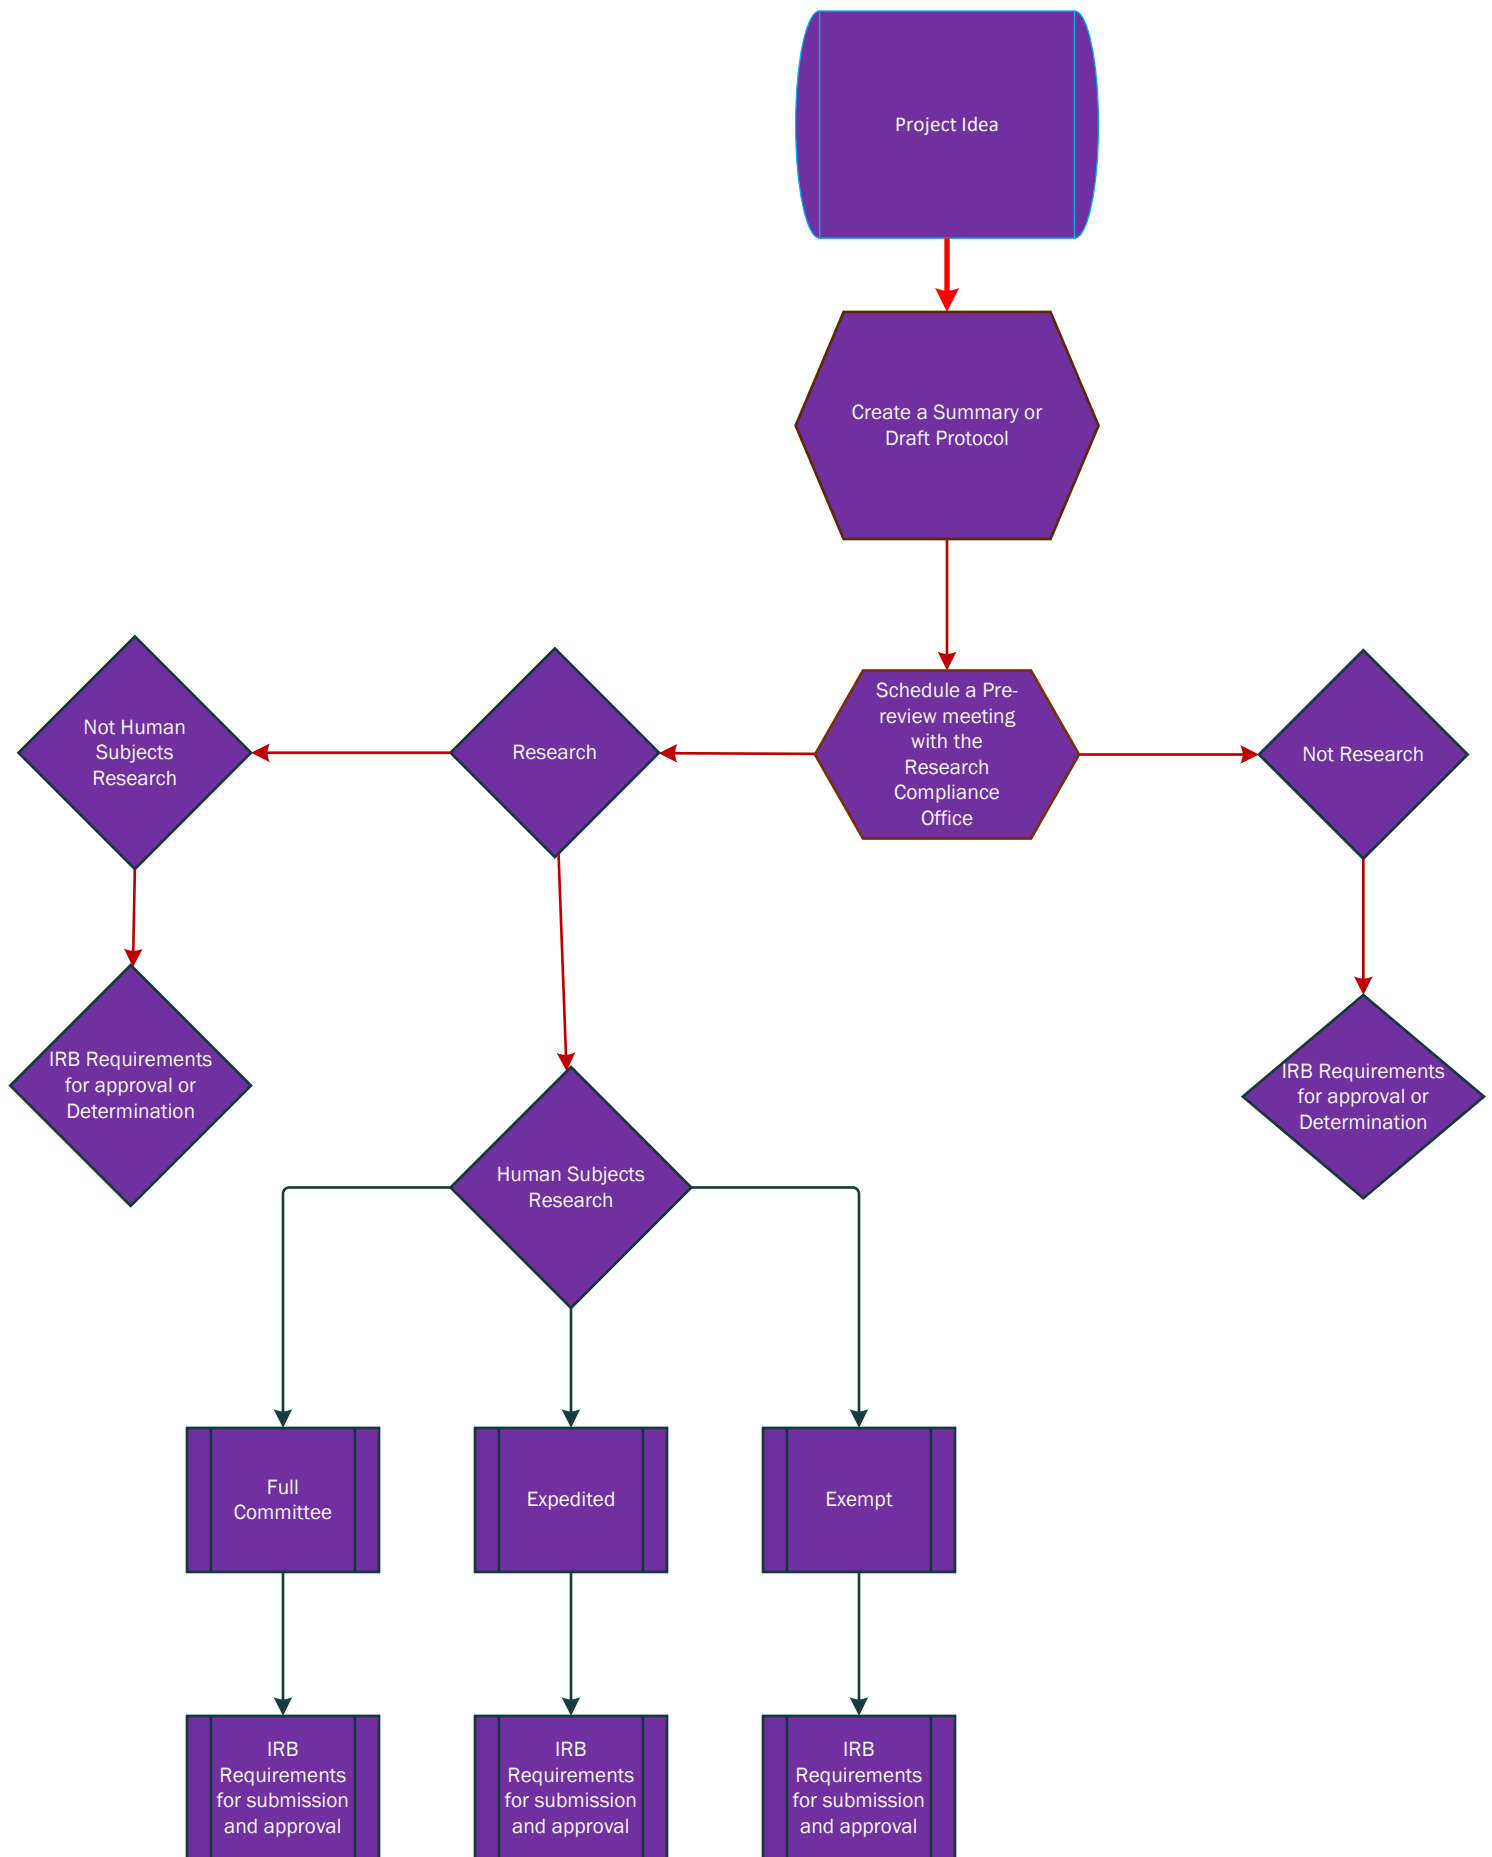 Project Idea
Create a Summary or
Draft Protocol
Schedule a Pre-
review meeting
with the
Research
Compliance
Office
Not Human
Subjects
Research
Research
Not Research
IRB Requirements
for approval or
Determination
IRB Requirements
for approval or
Determination
Human Subjects
Research
Full
Committee
Expedited
Exempt
IRB
Requirements
for submission
and approval
IRB
Requirements
for submission
and approval
IRB
Requirements
for submission
and approval